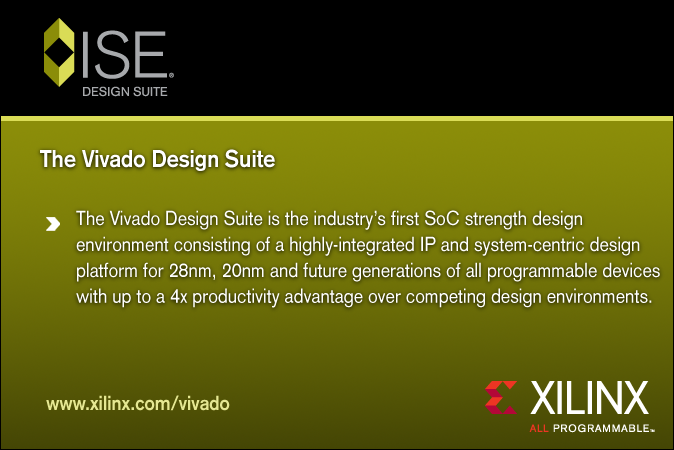 ISE®
DESIGN SUITE
The Vivado Design Suite
The Vivado Design Suite is the industry’s first SoC strength design
environment consisting of a highly-integrated IP and system-centric design
platform for 28nm, 20nm and future generations of all programmable devices
with up to a 4x productivity advantage over competing design environments.
www.xilinx.com/vivado
XILINX
ALL PROGRAMMABLE™